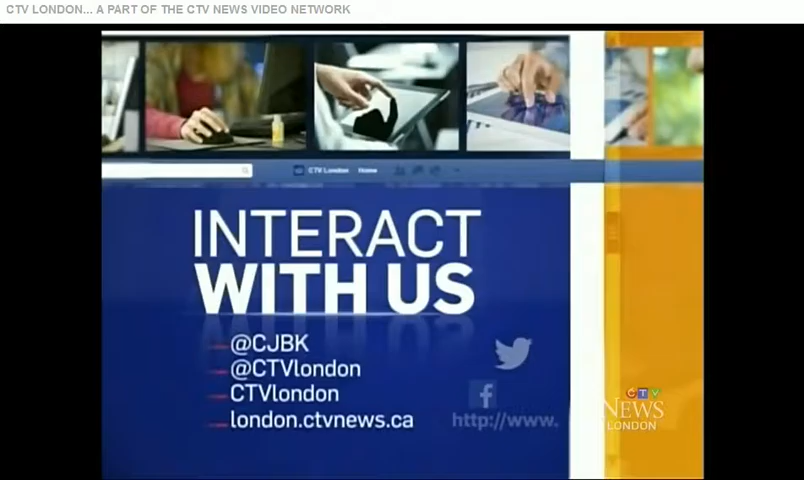 CTV LONDON... A PART OF THE CTV NEWS VIDEO NETWORK
CTV London Home
INTERACT
WITH US
@CJBK
@CTVlondon
CTVlondon
london.ctvnews.ca
http://www.
CTV
NEWS
LONDON